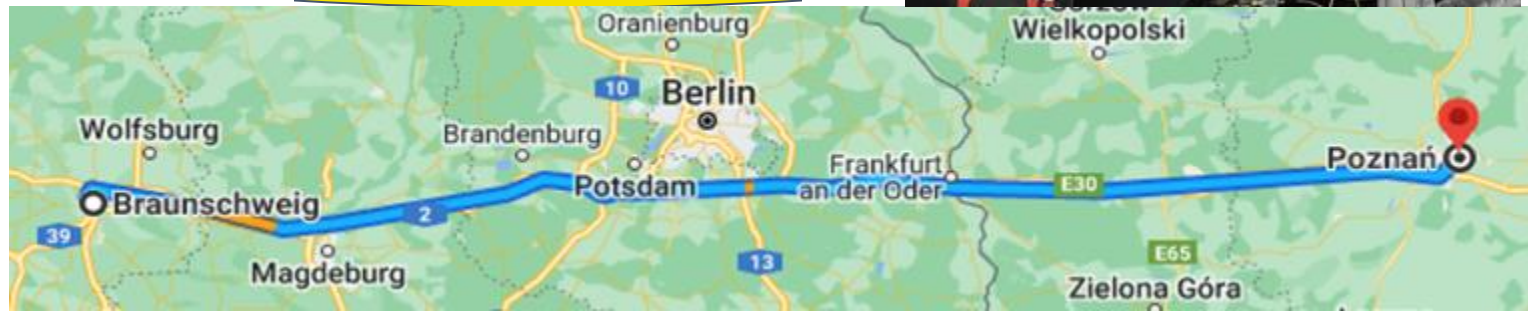 Oranienburg
Wielkopolski
10
Berlin
Wolfsburg
Brandenburg
Poznań
Frankfurt
an der Oder
Potsdam
E30
Braunschweig
2
39
E65
13
Magdeburg
Zielona Góra